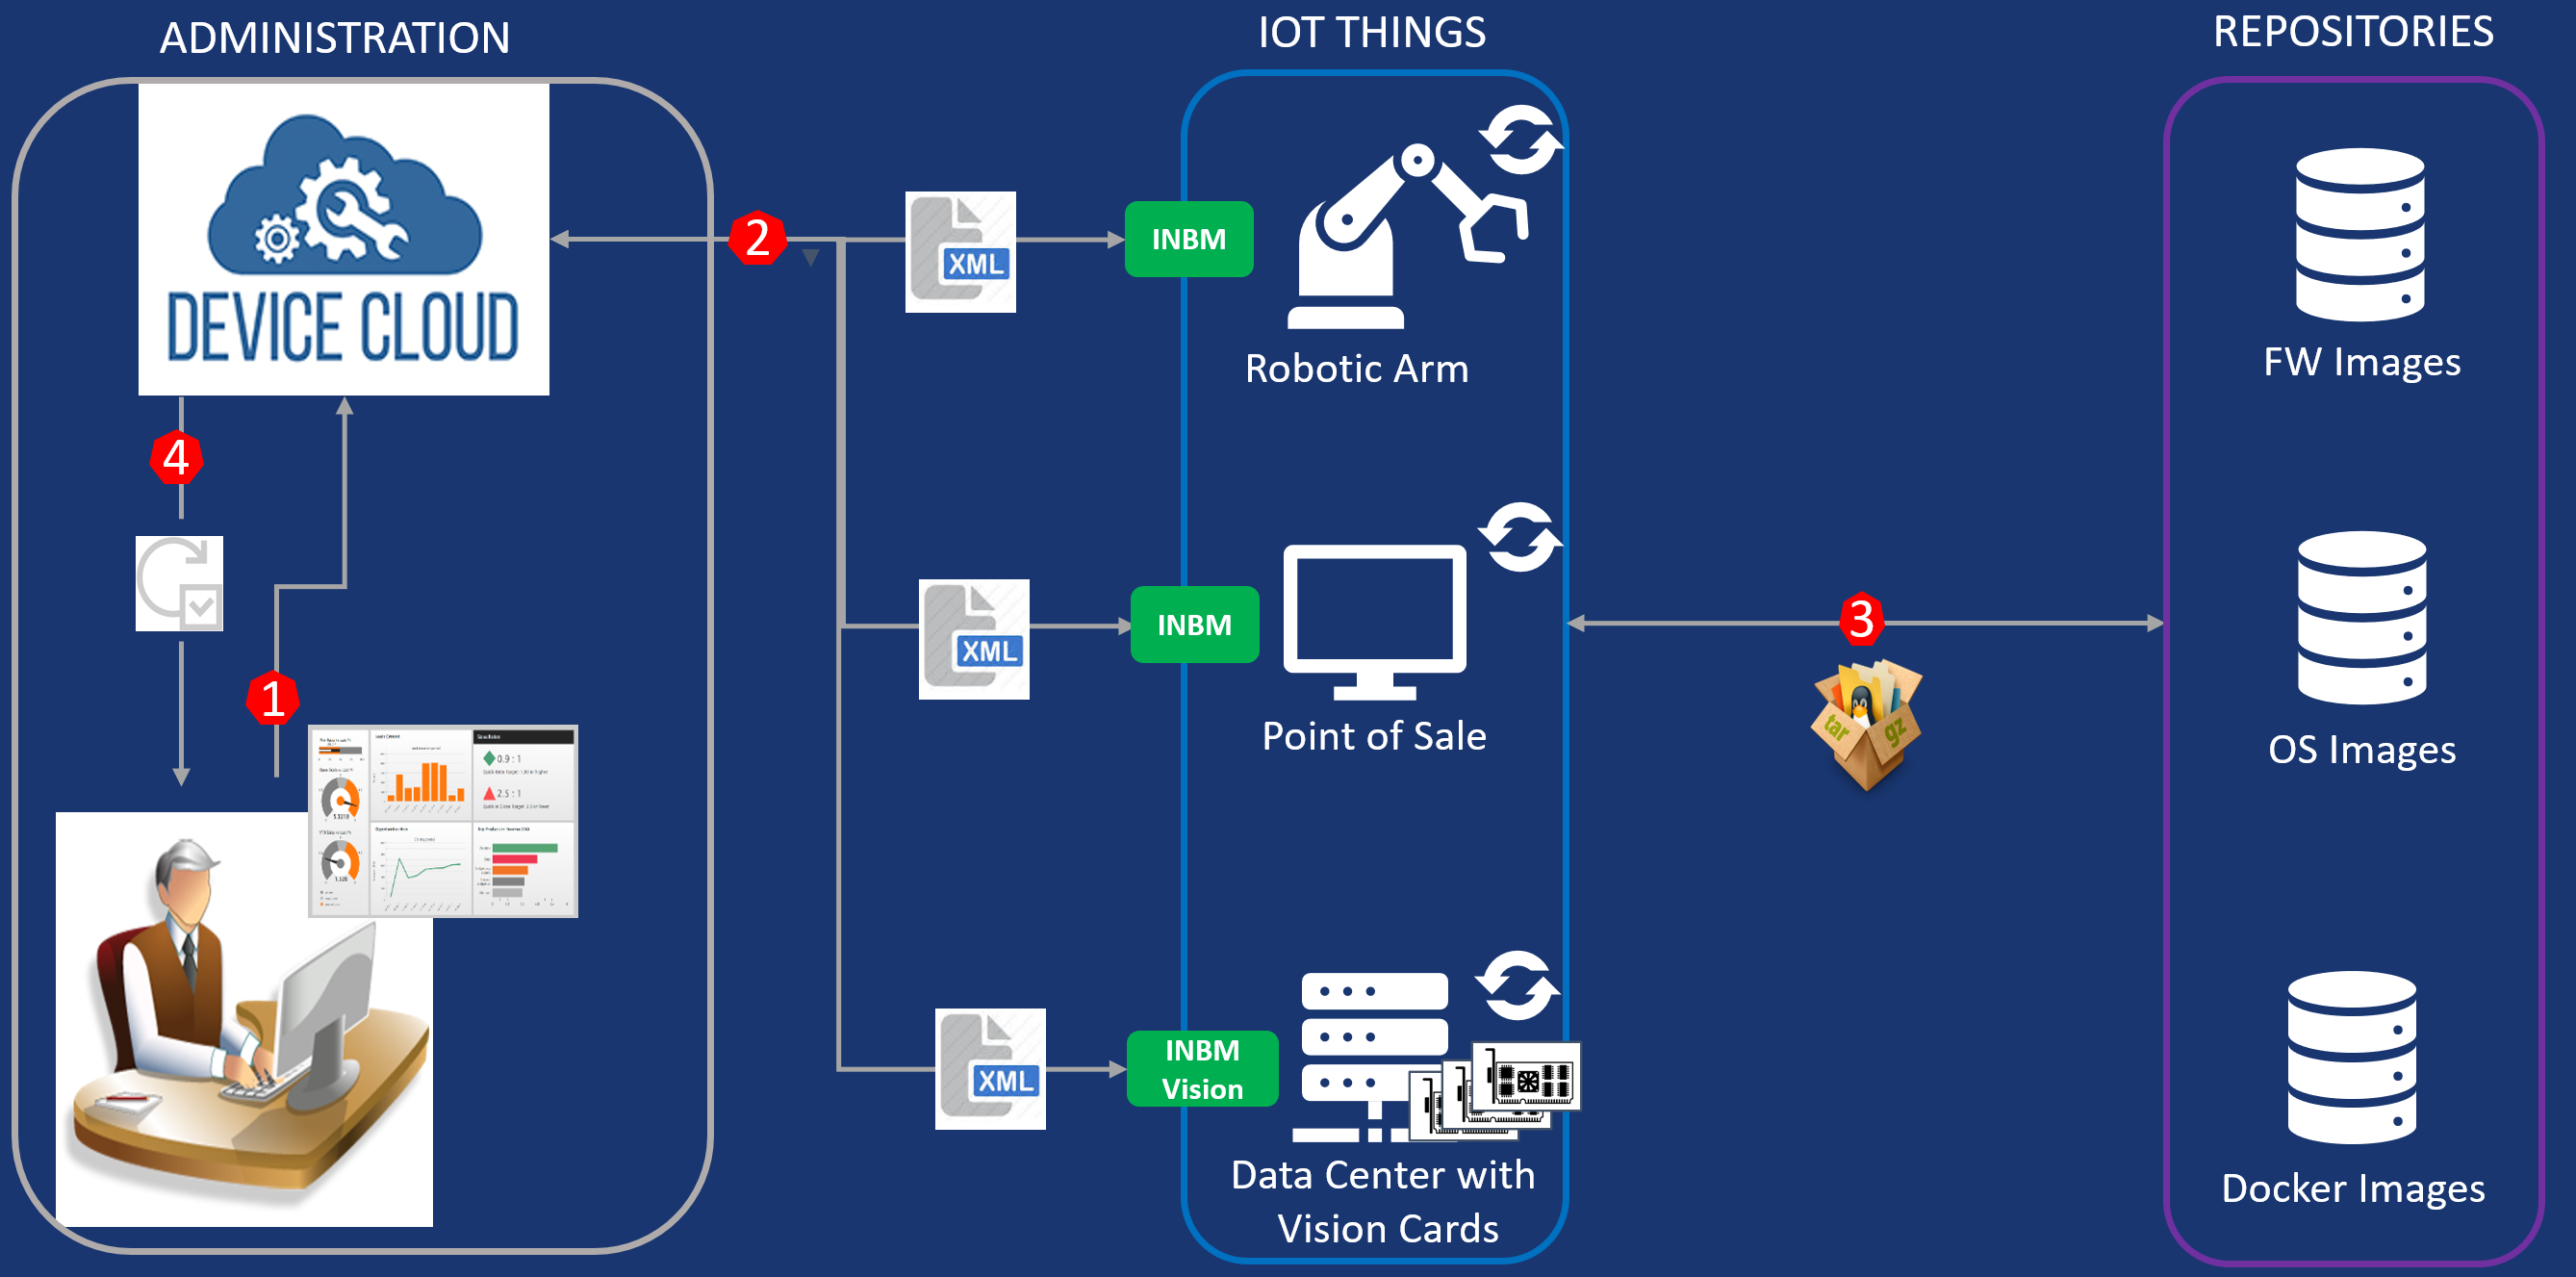 ADMINISTRATION
IOT THINGS
REPOSITORIES
DEVICE CLOUD
2
XML
INBM
Robotic Arm
FW Images
4
1
XML
INBM
Point of Sale
3
tar
gz
OS Images
0.9 : 1
2.5 : 1
XML
INBM
Vision
Data Center with
Vision Cards
Docker Images